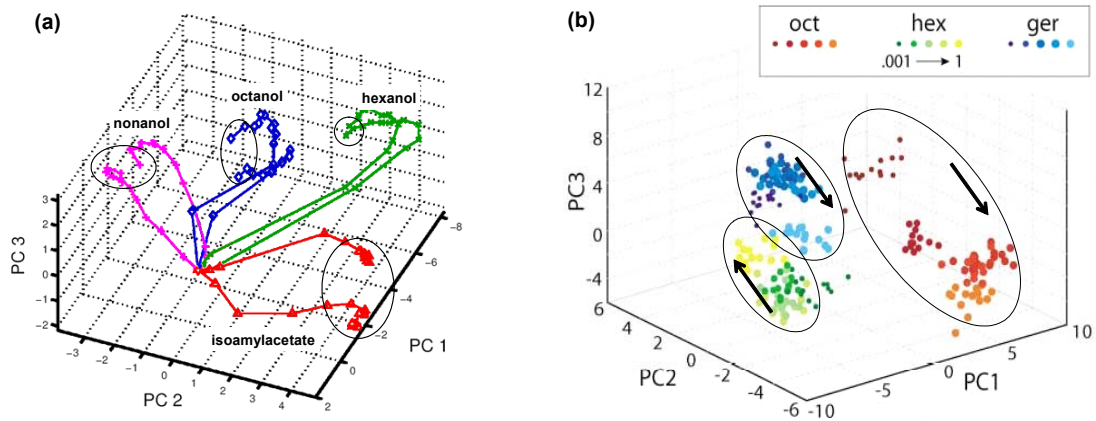 (a)
octanol
hexanol
nonanol
isoamylacetate
3
2
1
0
-1
-2
PC 3
-3
-2
-1
0
1
2
3
4
PC 2
-8
-6
-4
-2
0
2
PC 1
(b)
oct hex ger
.001 1
12
8
4
0
-4
PC3
6
4
2
0
-2
-4
-6
PC2
-10
-5
0
5
10
PC1